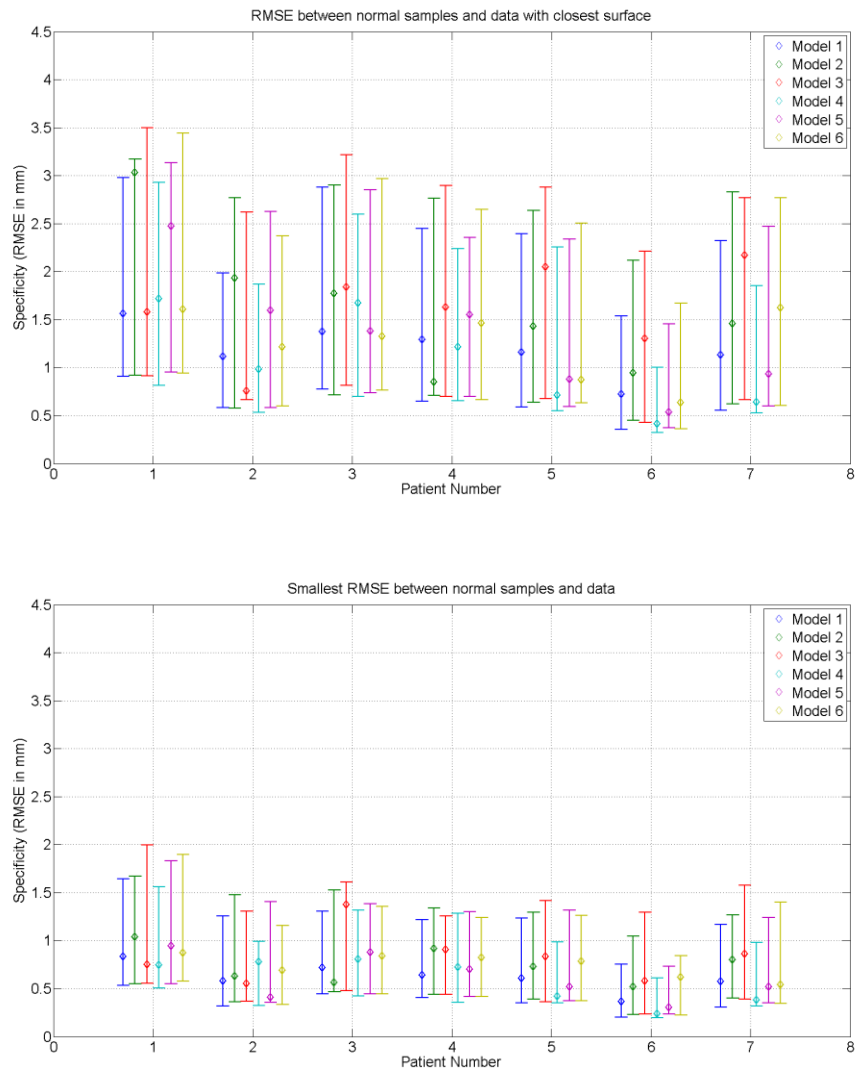 RMSE between normal samples and data with closest surface
4.5
4
3.5
3
2.5
2
1.5
1
0.5
0
Specificity (RMSE in mm)
Model 1
Model 2
Model 3
Model 4
Model 5
Model 6
0 1 2 3 4 5 6 7 8
Patient Number
Smallest RMSE between normal samples and data
4.5
4
3.5
3
2.5
2
1.5
1
0.5
0
Specificity (RMSE in mm)
Model 1
Model 2
Model 3
Model 4
Model 5
Model 6
0 1 2 3 4 5 6 7 8
Patient Number